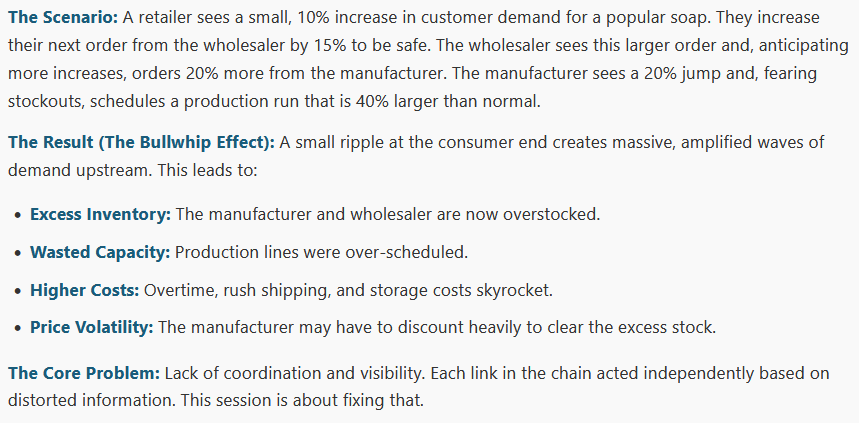 The Scenario: A retailer sees a small, 10% increase in customer demand for a popular soap. They increase
their next order from the wholesaler by 15% to be safe. The wholesaler sees this larger order and, anticipating
more increases, orders 20% more from the manufacturer. The manufacturer sees a 20% jump and, fearing
stockouts, schedules a production run that is 40% larger than normal.
The Result (The Bullwhip Effect): A small ripple at the consumer end creates massive, amplified waves of
demand upstream. This leads to:
• Excess Inventory: The manufacturer and wholesaler are now overstocked.
• Wasted Capacity: Production lines were over-scheduled.
• Higher Costs: Overtime, rush shipping, and storage costs skyrocket.
• Price Volatility: The manufacturer may have to discount heavily to clear the excess stock.
The Core Problem: Lack of coordination and visibility. Each link in the chain acted independently based on
distorted information. This session is about fixing that.